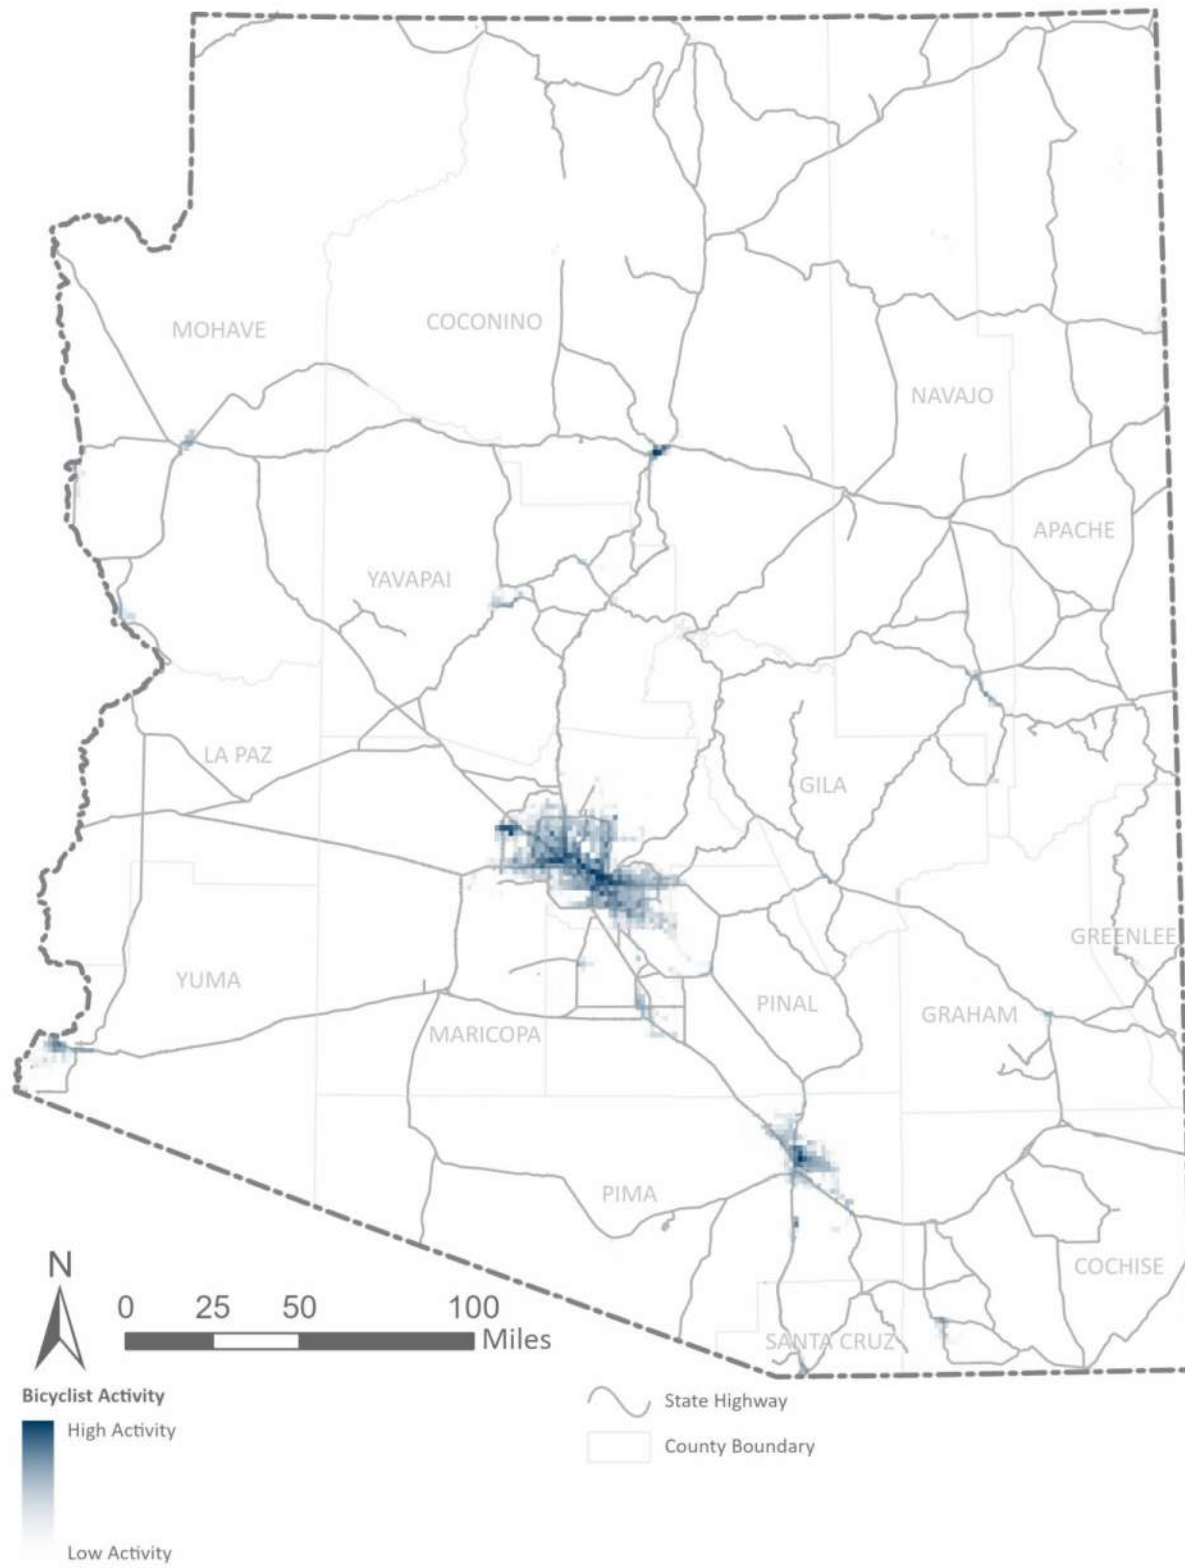 MOHAVE
COCONINO
NAVAJO
APACHE
YAVAPAI
LA PAZ
GILA
GREENLEE
YUMA
PINAL
GRAHAM
MARICOPA
PIMA
COCHISE
SANTA CRUZ
N
0 25 50 100
Miles
Bicyclist Activity
High Activity
Low Activity
State Highway
County Boundary